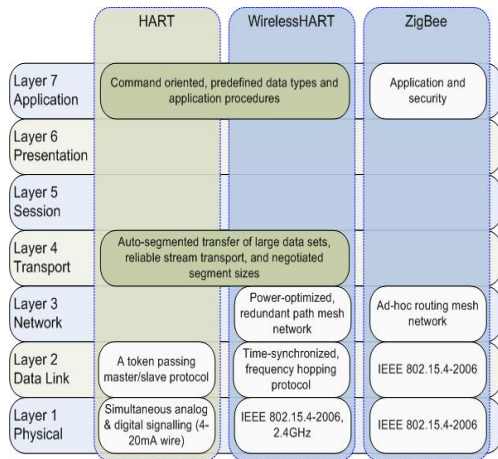 HART
WirelessHART
ZigBee
Layer 7
Application
Command oriented, predefined data types and
application procedures
Application and
security
Layer 6
Presentation
Layer 5
Session
Layer 4
Transport
Auto-segmented transfer of large data sets,
reliable stream transport, and negotiated
segment sizes
Layer 3
Network
Power-optimized,
redundant path mesh
network
Ad-hoc routing mesh
network
Layer 2
Data Link
A token passing
master/slave protocol
Time-synchronized,
frequency hopping
protocol
IEEE 802.15.4-2006
Layer 1
Physical
Simultaneous analog
& digital signalling (4-
20mA wire)
IEEE 802.15.4-2006,
2.4GHz
IEEE 802.15.4-2006